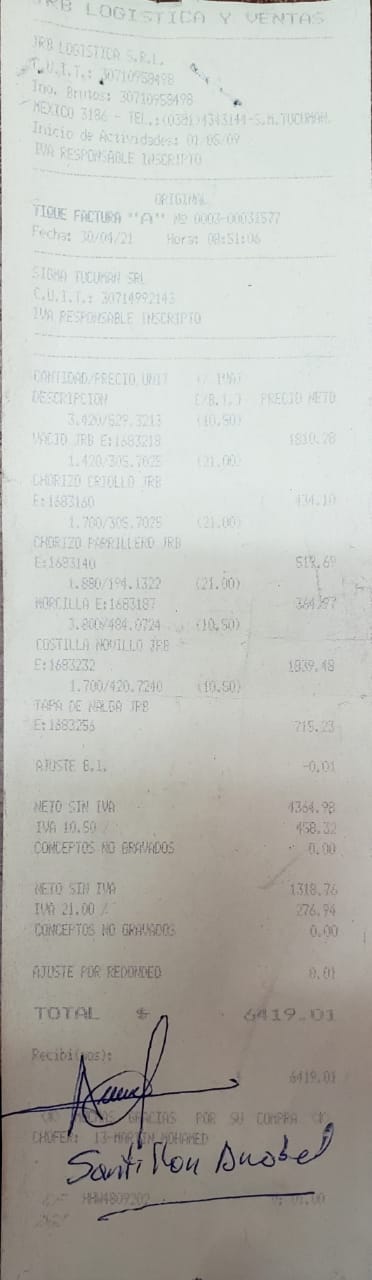 JRB LOGISTICA Y VENTAS
JRB LOGISTICA S.R.L.
C.U.I.T.: 30710958498
Ing. Brutos: 30710958498
MEXICO 3186 - TEL.:(0381)4343144-S.M.TUCUMAN.
Inicio de Actividades: 01/05/09
IVA RESPONSABLE INSCRIPTO
ORIGINAL
TIQUE FACTURA "A" Nº 0003-00031577
Fecha: 30/04/21 Hora: 08:51:06
SIGMA TUCUMAN SRL
C.U.I.T.: 30714992143
IVA RESPONSABLE INSCRIPTO
CANTIDAD/PRECIO UNIT (% IVA)
DESCRIPCION [%B.I.] PRECIO NETO
3.420/529.3213 (10.50)
VACIO JRB E:1683218 1810.28
1.420/305.7025 (21.00)
CHORIZO CRIOLLO JRB
E:1683160 434.10
1.700/305.7025 (21.00)
CHORIZO PARRILLERO JRB
E:1683140 519.69
1.880/194.1322 (21.00)
MORCILLA E:1683187 364.97
3.800/484.0724 (10.50)
COSTILLA NOVILLO JRB
E:1683232 1839.48
1.700/420.7240 (10.50)
TAPA DE NALGA JRB
E:1683256 715.23
AJUSTE B.I. -0.01
NETO SIN IVA 4364.98
IVA 10.50 % 458.32
CONCEPTOS NO GRAVADOS 0.00
NETO SIN IVA 1318.76
IVA 21.00 % 276.94
CONCEPTOS NO GRAVADOS 0.00
AJUSTE POR REDONDEO 0.01
TOTAL $ 6419.01
Recibi(mos):
6419.01
MUCHAS GRACIAS POR SU COMPRA
CHOFER: 13-MARTIN MOHAMED
Santillan Anabel